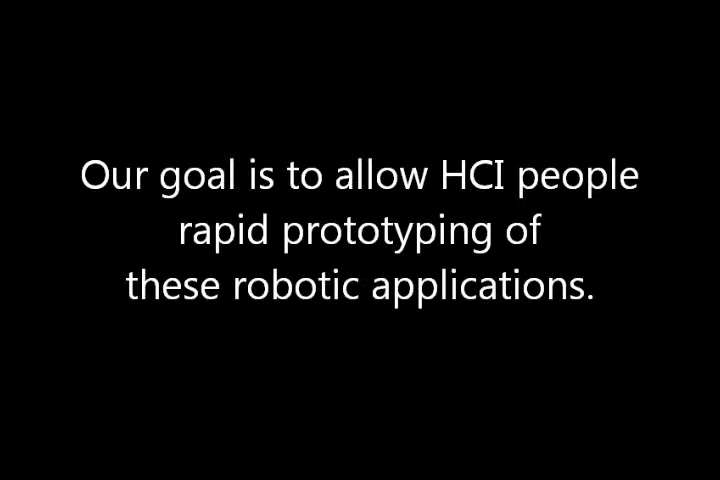 Our goal is to allow HCI people
rapid prototyping of
these robotic applications.